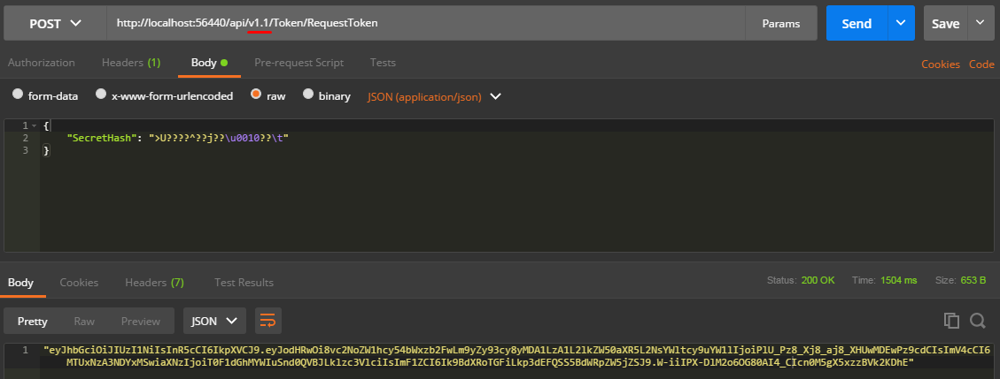 POST
http://localhost:56440/api/v1.1/Token/RequestToken
Params
Send
Save
Authorization
Headers (1)
Body
Pre-request Script
Tests
Cookies
Code
form-data
x-www-form-urlencoded
raw
binary
JSON (application/json)
1 {
2 "SecretHash": ">U????^??j??\u0010??\t"
3 }
Body
Cookies
Headers (7)
Test Results
Status: 200 OK
Time: 1504 ms
Size: 653 B
Pretty
Raw
Preview
JSON
1 "eyJhbGciOiJIUzI1NiIsInR5cCI6IkpXVCJ9.eyJodHRwOi8vc2NoZW1hcy54bWxzb2FwLm9yZy93cy8yMDA1LzA1L2lkZW50aXR5L2NsYWltcy9uYW1lIjoiPlU_Pz8_Xj8_aj8_XHUwMDEwPz9cdCIsImV4cCI6
MTUxNzA3NDYxMSwiaXNzIjoiT0F1dGhMYWIuSnd0QVBJLklzc3VlciIsImF1ZCI6Ik9BdXRoTGFiLkp3dEFQSS5BdWRpZW5jZSJ9.W-iiIPX-DlM2o6OG80AI4_CIcn0M5gX5xzzBVk2KDhE"